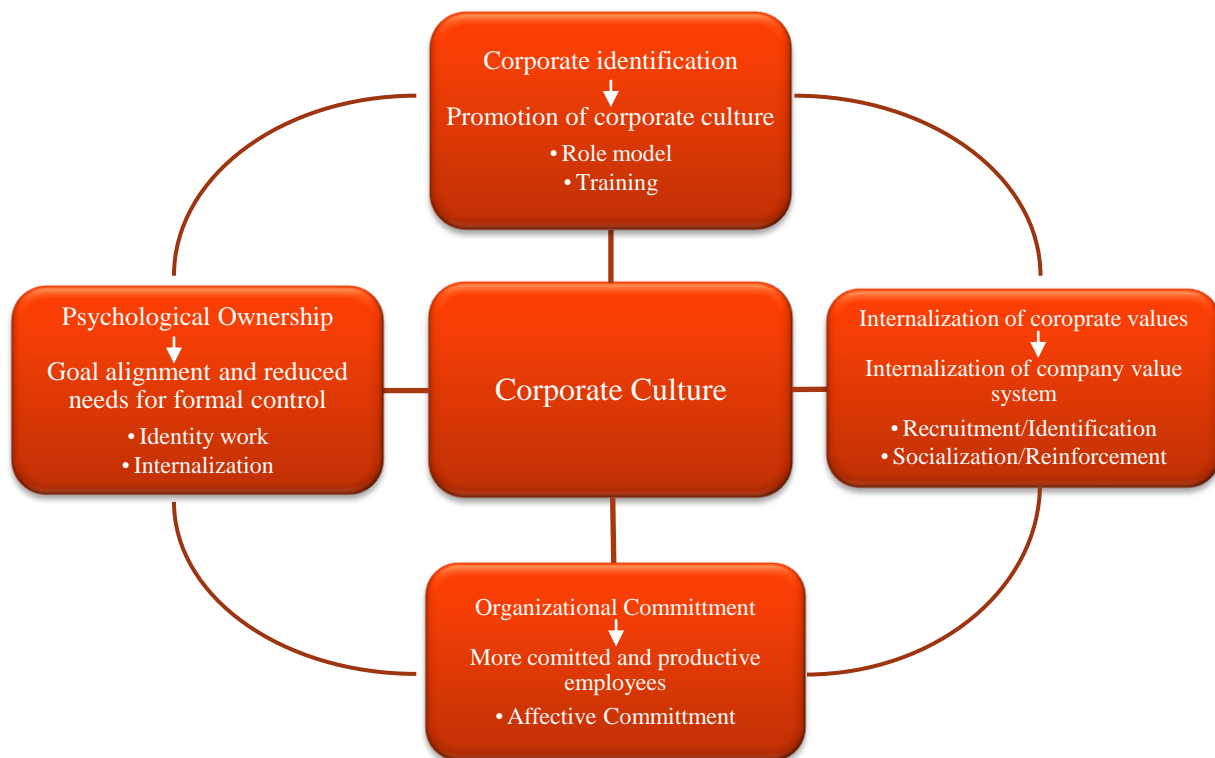 Corporate identification
Promotion of corporate culture
• Role model
• Training
Psychological Ownership
Goal alignment and reduced
needs for formal control
• Identity work
• Internalization
Corporate Culture
Internalization of coroprate values
Internalization of company value
system
• Recruitment/Identification
• Socialization/Reinforcement
Organizational Committment
More comitted and productive
employees
• Affective Committment